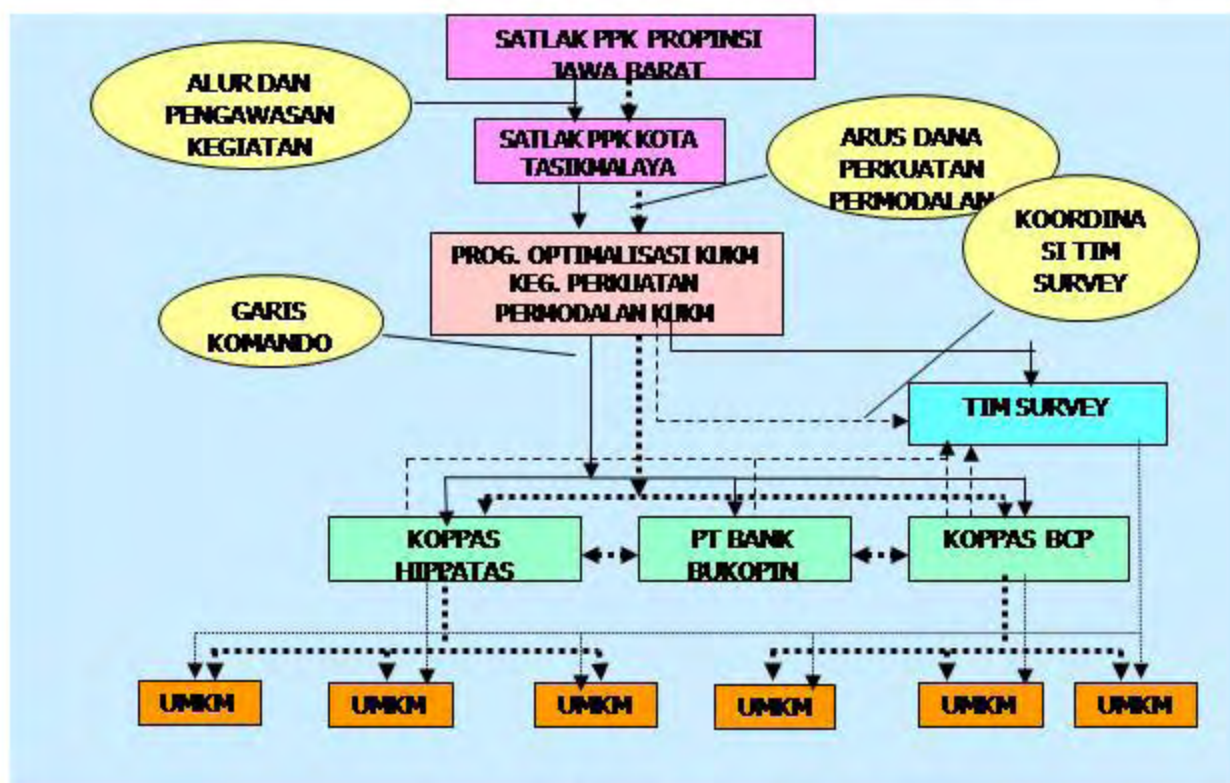 SATLAK PPK PROPINSI
JAWA BARAT
ALUR DAN
PENGAWASAN
KEGIATAN
SATLAK PPK KOTA
TASIKMALAYA
ARUS DANA
PERKUATAN
PERMODALAN
KOORDINA
SI TIM
SURVEY
PROG. OPTIMALISASI KUKM
KEG. PERKUATAN
PERMODALAN KUKM
GARIS
KOMANDO
TIM SURVEY
KOPPAS
HIPPATAS
PT BANK
BUKOPIN
KOPPAS BCP
UMKM
UMKM
UMKM
UMKM
UMKM
UMKM